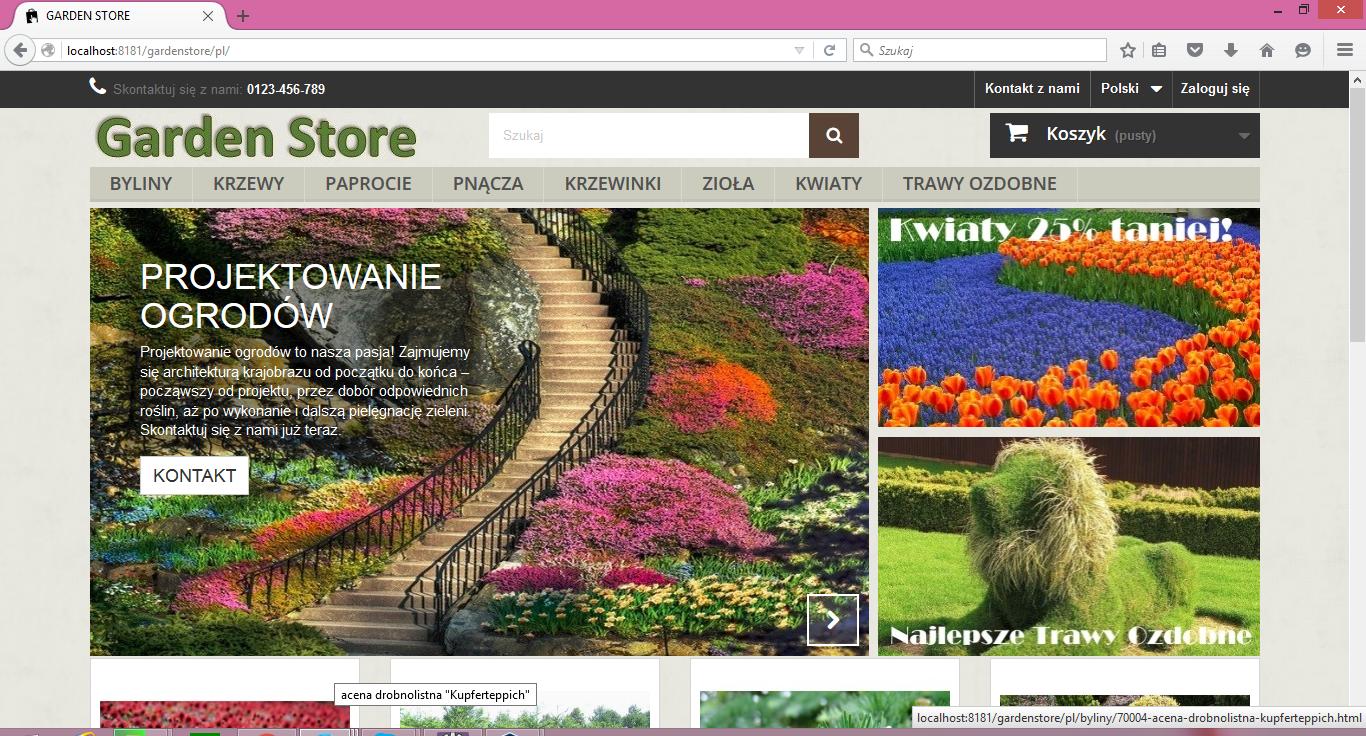 GARDEN STORE
localhost:8181/gardenstore/pl/
Szukaj
Skontaktuj się z nami: 0123-456-789
Kontakt z nami
Polski
Zaloguj się
Garden Store
Szukaj
Koszyk (pusty)
BYLINY
KRZEWY
PAPROCIE
PNĄCZA
KRZEWINKI
ZIOŁA
KWIATY
TRAWY OZDOBNE
PROJEKTOWANIE
OGRODÓW
Projektowanie ogrodów to nasza pasja! Zajmujemy
się architekturą krajobrazu od początku do końca –
począwszy od projektu, przez dobór odpowiednich
roślin, aż po wykonanie i dalszą pielęgnację zieleni.
Skontaktuj się z nami już teraz.
KONTAKT
Kwiaty 25% taniej!
Najlepsze Trawy Ozdobne
acena drobnolistna "Kupferteppich"
localhost:8181/gardenstore/pl/byliny/70004-acena-drobnolistna-kupferteppich.html